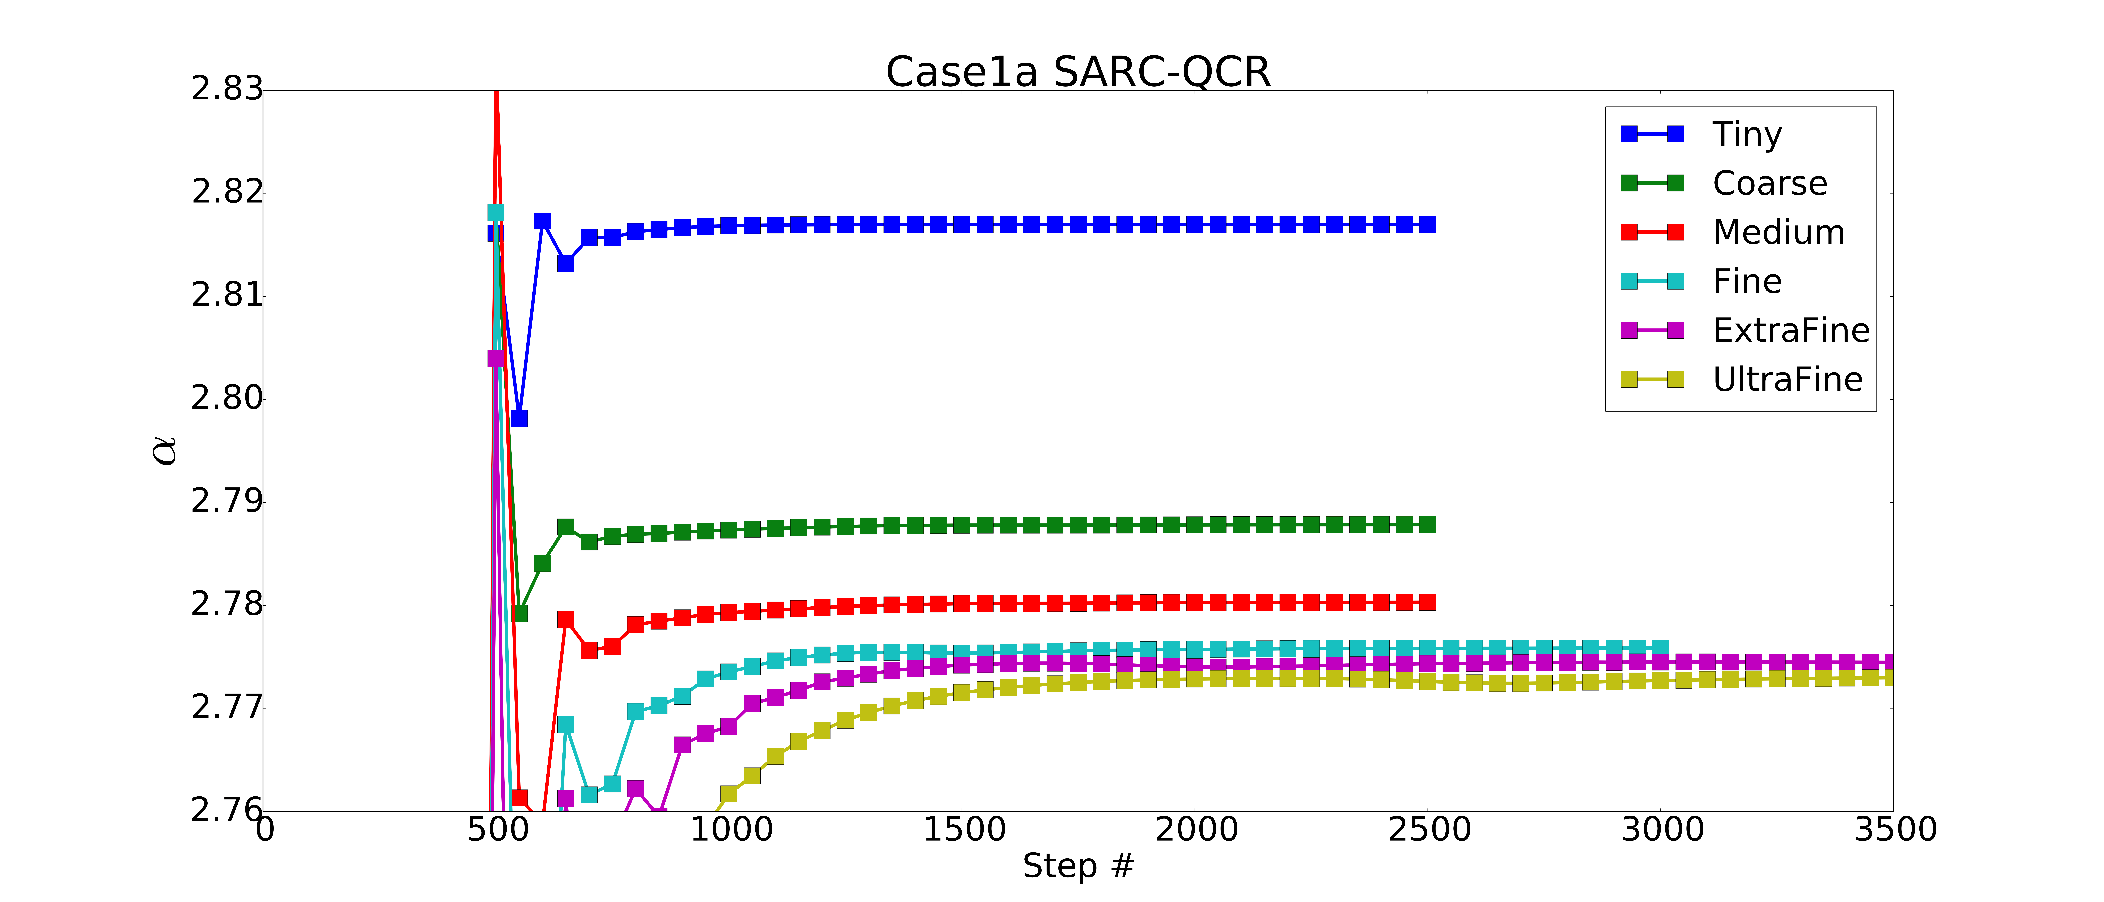 Case1a SARC-QCR
2.83
2.82
2.81
2.80
2.79
2.78
2.77
2.76
α
0 500 1000 1500 2000 2500 3000 3500
Step #
Tiny
Coarse
Medium
Fine
ExtraFine
UltraFine